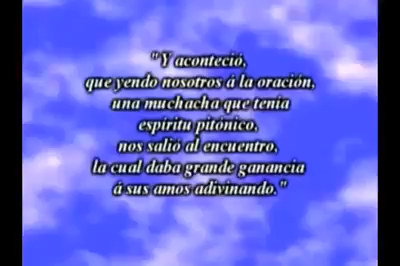 "Y aconteció,
que yendo nosotros á la oración,
una muchacha que tenía
espíritu pitónico,
nos salió al encuentro,
la cual daba grande ganancia
á sus amos adivinando."